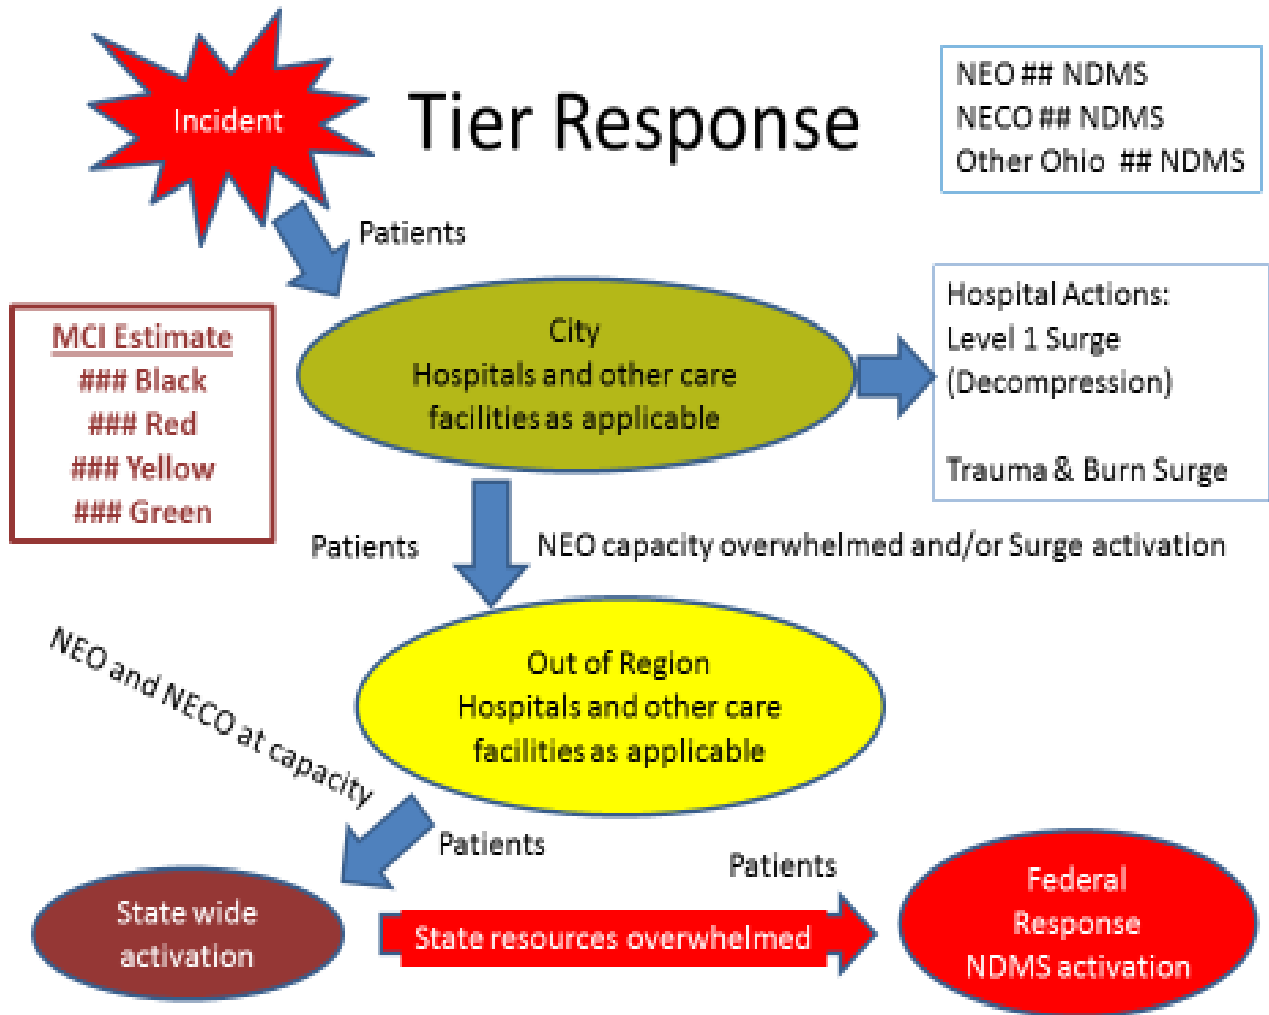 Incident
Tier Response
NEO ## NDMS
NECO ## NDMS
Other Ohio ## NDMS
Patients
MCI Estimate
### Black
### Red
### Yellow
### Green
City
Hospitals and other care
facilities as applicable
Hospital Actions:
Level 1 Surge
(Decompression)
Trauma & Burn Surge
Patients
NEO capacity overwhelmed and/or Surge activation
Out of Region
Hospitals and other care
facilities as applicable
NEO and NECO at capacity
Patients
State wide
activation
Patients
State resources overwhelmed
Federal
Response
NDMS activation